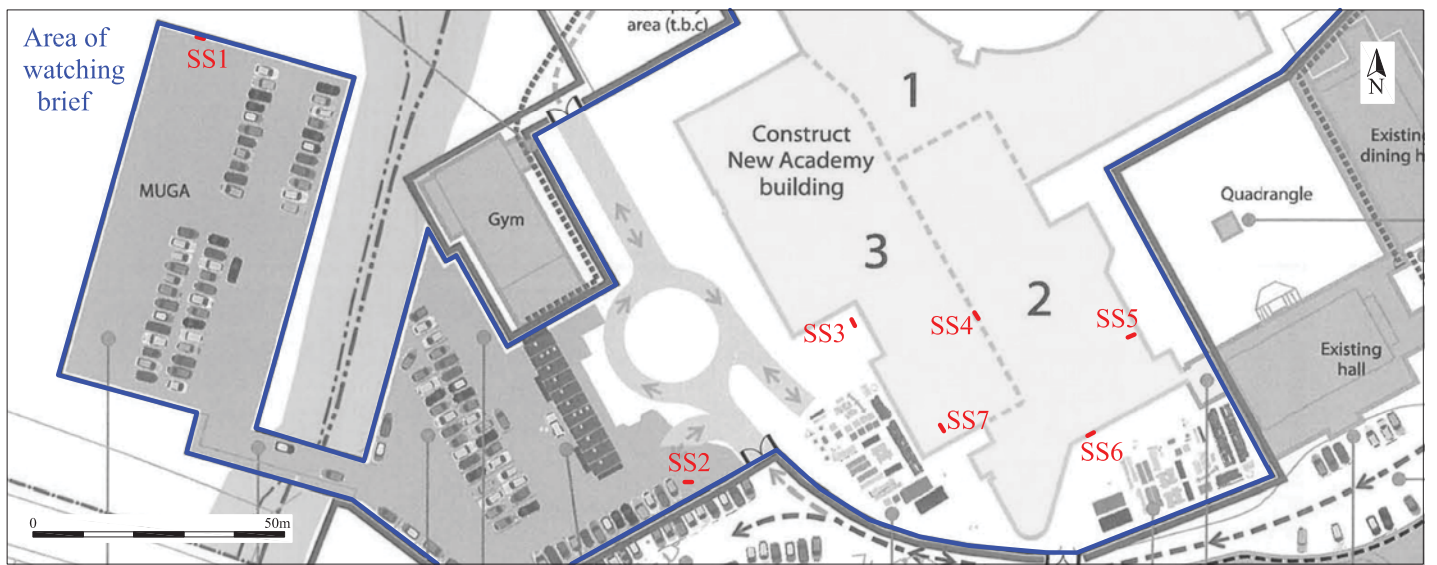 Area of
watching
brief
SS1
area (t.b.c)
1
N
Construct
New Academy
building
Existing
dining h
MUGA
Quadrangle
Gym
3
2
SS3
SS4
SS5
Existing
hall
SS7
SS6
SS2
0
50m